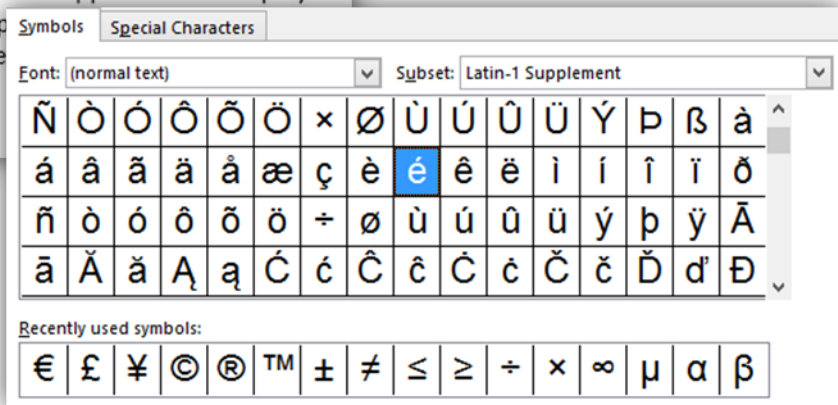 Symbols Special Characters
Font: (normal text) Subset: Latin-1 Supplement
Ñ Ò Ó Ô Õ Ö × Ø Ù Ú Û Ü Ý Þ ß à
á â ã ä å æ ç è é ê ë ì í î ï ð
ñ ò ó ô õ ö ÷ ø ù ú û ü ý þ ÿ Ā
ā Ă ă Ą ą Ć ć Ĉ ĉ Ċ ċ Č č Ď ď Đ
Recently used symbols:
€ £ ¥ © ® ™ ± ≠ ≤ ≥ ÷ × ∞ µ α β